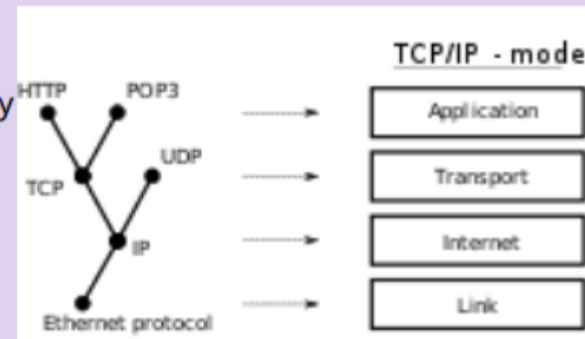 TCP/IP - mode
y
HTTP
POP3
Application
UDP
TCP
Transport
IP
Internet
Ethernet protocol
Link